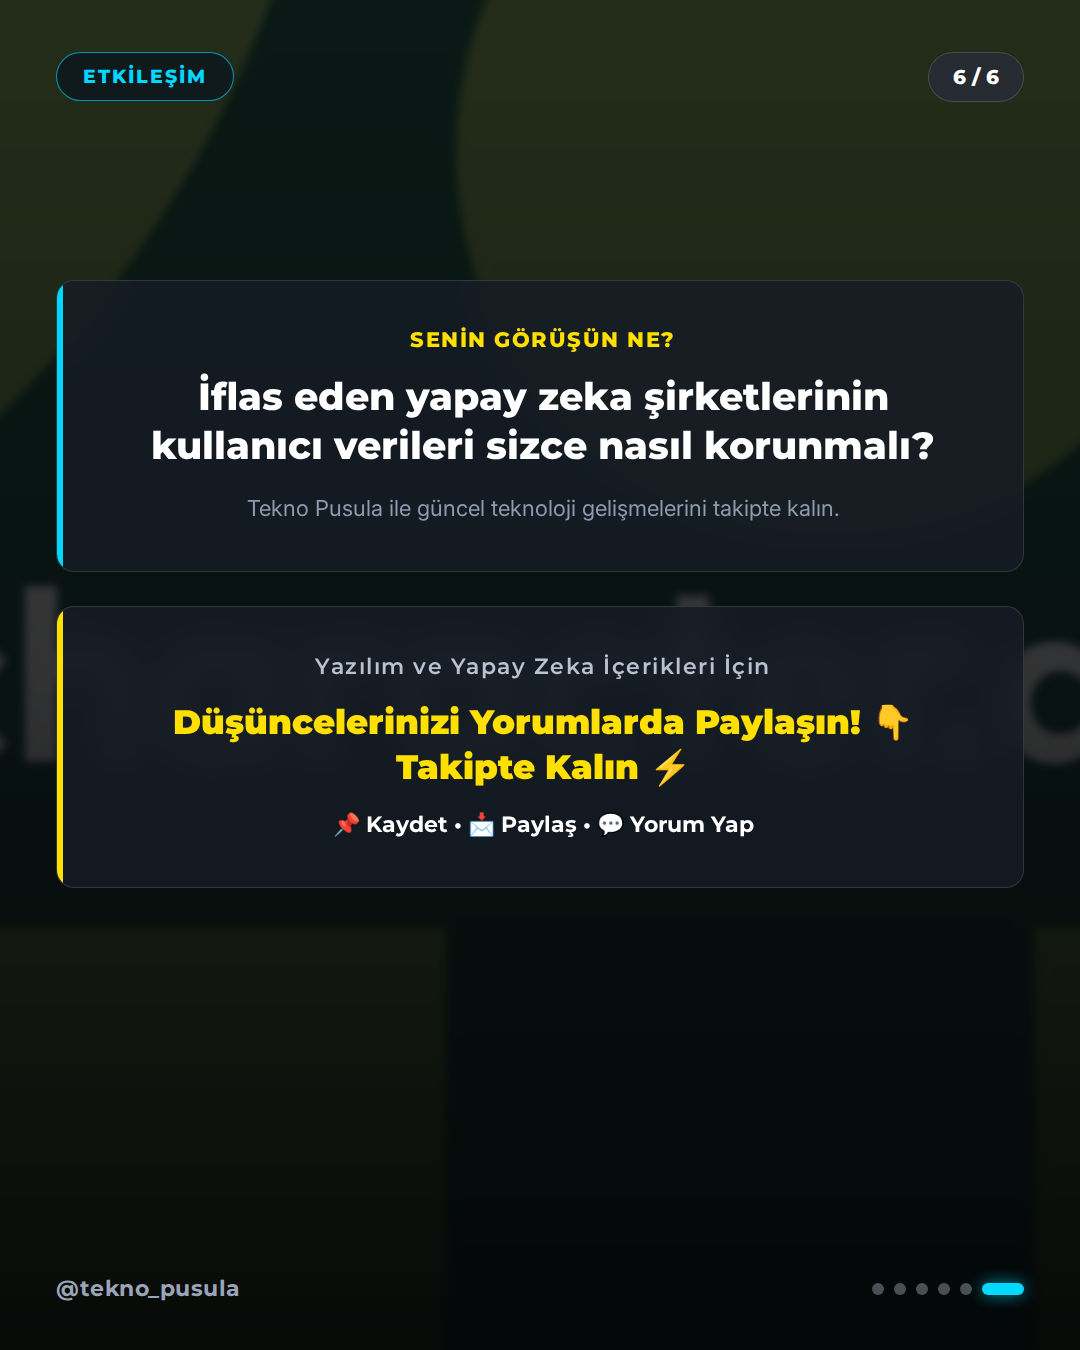 ETKİLEŞİM
6 / 6
SENİN GÖRÜŞÜN NE?
İflas eden yapay zeka şirketlerinin
kullanıcı verileri sizce nasıl korunmalı?
Tekno Pusula ile güncel teknoloji gelişmelerini takipte kalın.
Yazılım ve Yapay Zeka İçerikleri İçin
Düşüncelerinizi Yorumlarda Paylaşın! 👇
Takipte Kalın ⚡
📌 Kaydet • 📩 Paylaş • 💬 Yorum Yap
@tekno_pusula